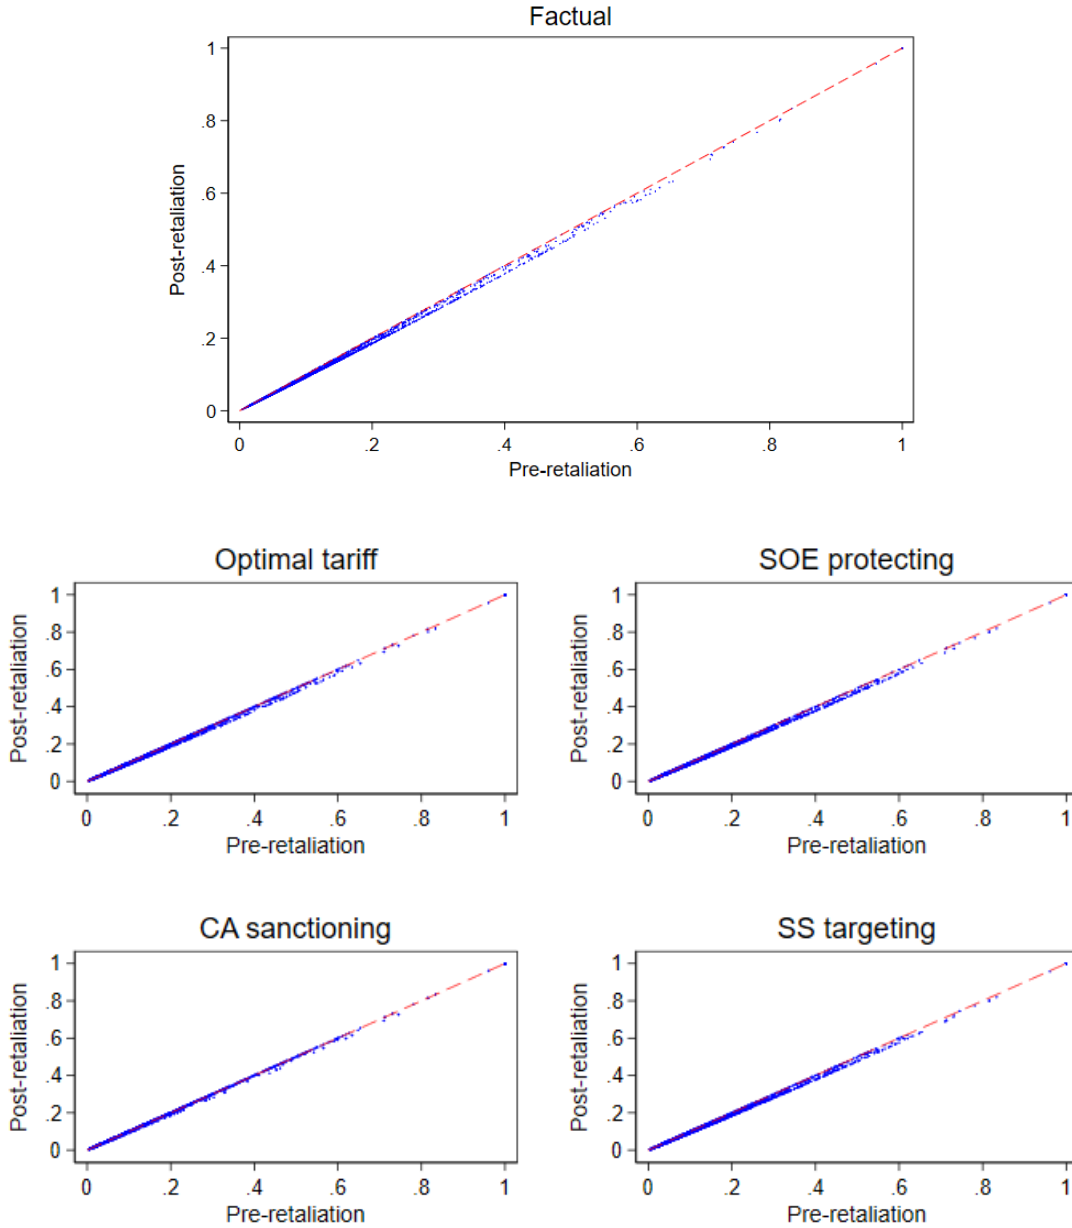 Factual
1
.8
.6
.4
.2
0
Post-retaliation
0 .2 .4 .6 .8 1
Pre-retaliation
Optimal tariff
1
.8
.6
.4
.2
0
Post-retaliation
0 .2 .4 .6 .8 1
Pre-retaliation
SOE protecting
1
.8
.6
.4
.2
0
Post-retaliation
0 .2 .4 .6 .8 1
Pre-retaliation
CA sanctioning
1
.8
.6
.4
.2
0
Post-retaliation
0 .2 .4 .6 .8 1
Pre-retaliation
SS targeting
1
.8
.6
.4
.2
0
Post-retaliation
0 .2 .4 .6 .8 1
Pre-retaliation